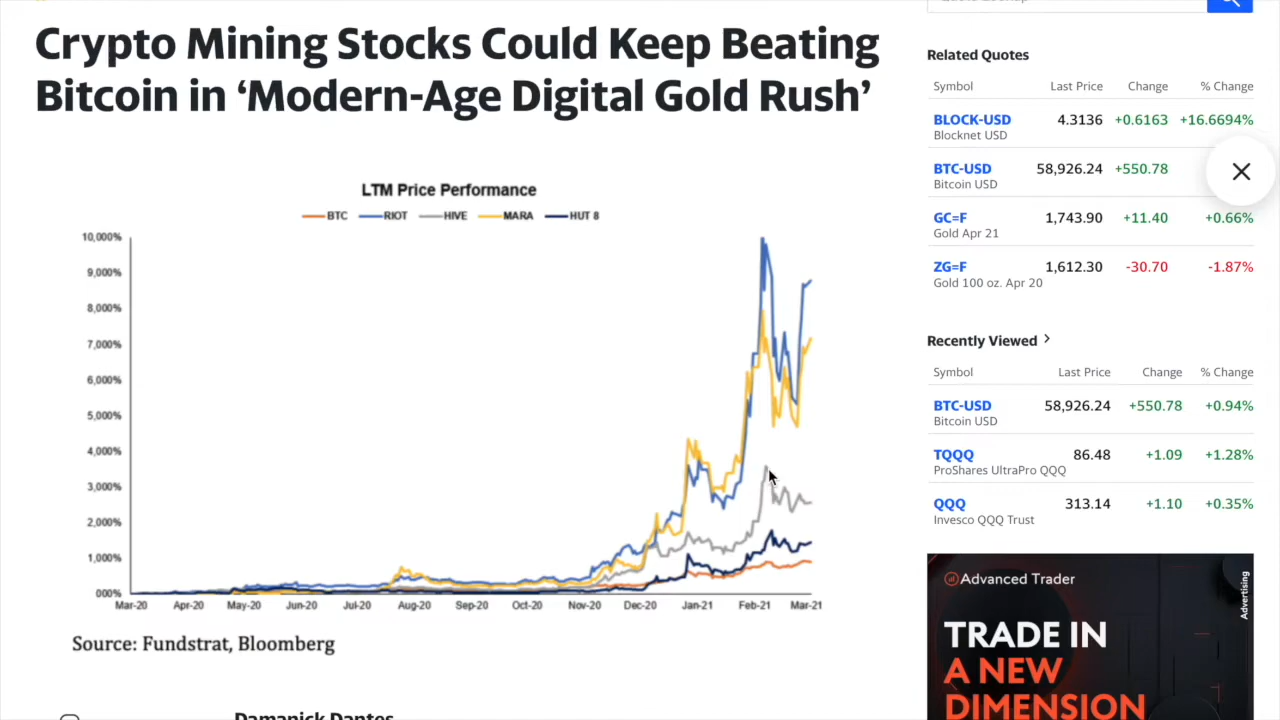 Crypto Mining Stocks Could Keep Beating
Bitcoin in ‘Modern-Age Digital Gold Rush’
LTM Price Performance
BTC RIOT HIVE MARA HUT 8
10,000%
9,000%
8,000%
7,000%
6,000%
5,000%
4,000%
3,000%
2,000%
1,000%
000%
Mar-20 Apr-20 May-20 Jun-20 Jul-20 Aug-20 Sep-20 Oct-20 Nov-20 Dec-20 Jan-21 Feb-21 Mar-21
Source: Fundstrat, Bloomberg
Damanick Dantes
Related Quotes
Symbol Last Price Change % Change
BLOCK-USD 4.3136 +0.6163 +16.6694%
Blocknet USD
BTC-USD 58,926.24 +550.78
Bitcoin USD
GC=F 1,743.90 +11.40 +0.66%
Gold Apr 21
ZG=F 1,612.30 -30.70 -1.87%
Gold 100 oz. Apr 20
Recently Viewed
Symbol Last Price Change % Change
BTC-USD 58,926.24 +550.78 +0.94%
Bitcoin USD
TQQQ 86.48 +1.09 +1.28%
ProShares UltraPro QQQ
QQQ 313.14 +1.10 +0.35%
Invesco QQQ Trust
Advanced Trader
Advertising
TRADE IN
A NEW
DIMENSION